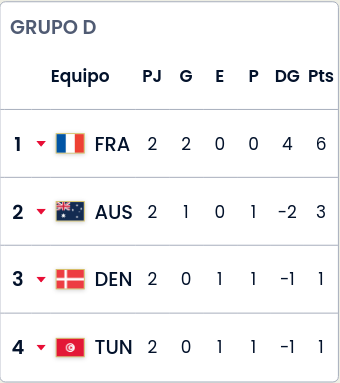 GRUPO D
Equipo PJ G E P DG Pts
1 FRA 2 2 0 0 4 6
2 AUS 2 1 0 1 -2 3
3 DEN 2 0 1 1 -1 1
4 TUN 2 0 1 1 -1 1